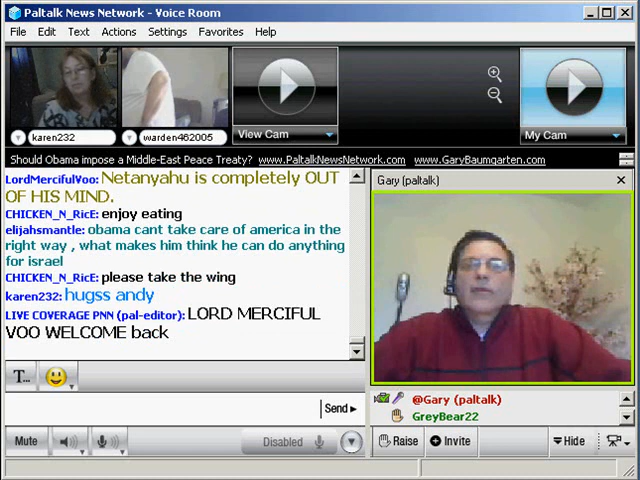 Paltalk News Network - Voice Room
File Edit Text Actions Settings Favorites Help
karen232
warden462005
View Cam
My Cam
Should Obama impose a Middle-East Peace Treaty? www.PaltalkNewsNetwork.com www.GaryBaumgarten.com
LordMercifulVoo: Netanyahu is completely OUT
OF HIS MIND.
CHICKEN_N_RicE: enjoy eating
elijahsmantle: obama cant take care of america in the
right way , what makes him think he can do anything
for israel
CHICKEN_N_RicE: please take the wing
karen232: hugss andy
LIVE COVERAGE PNN (pal-editor): LORD MERCIFUL
VOO WELCOME back
Gary (paltalk)
T...
Send
@Gary (paltalk)
GreyBear22
Mute
Disabled
Raise
Invite
Hide